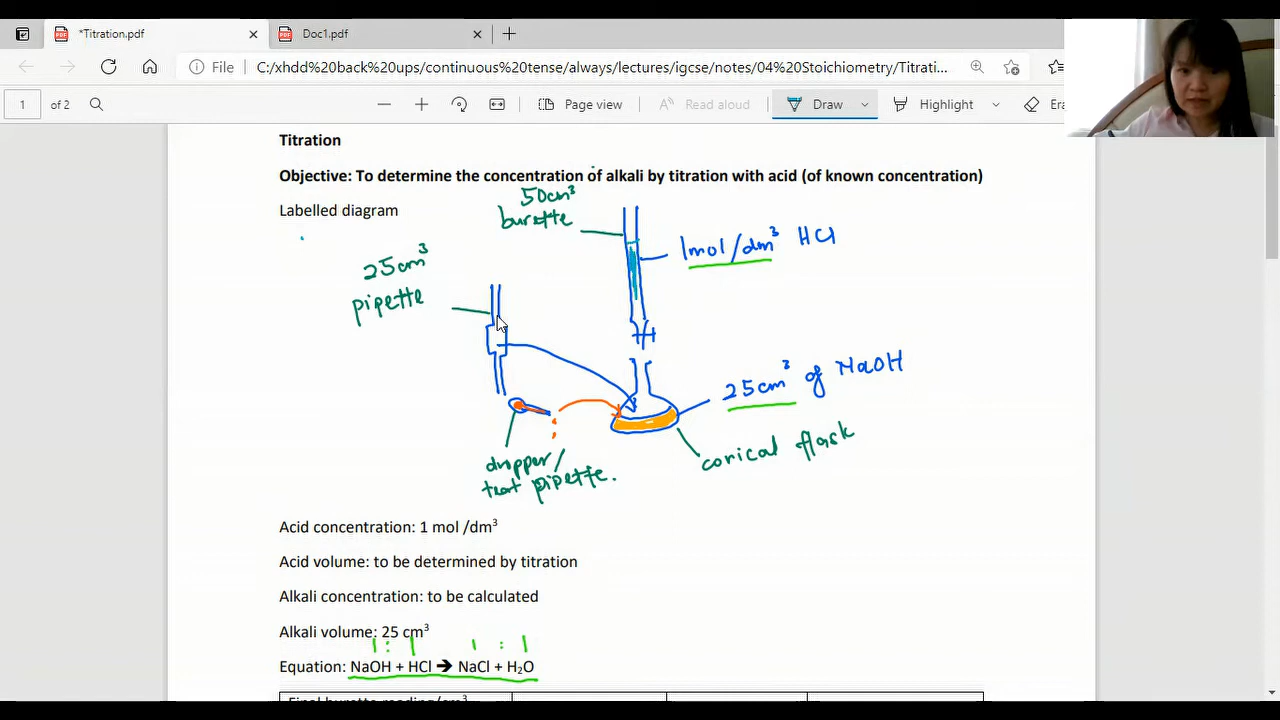 *Titration.pdf
Doc1.pdf
File
C:/xhdd%20back%20ups/continuous%20tense/always/lectures/igcse/notes/04%20Stoichiometry/Titrati...
1 of 2
Page view
Read aloud
Draw
Highlight
Era
Titration
Objective: To determine the concentration of alkali by titration with acid (of known concentration)
Labelled diagram
50cm³
burette
1mol/dm³ HCl
25cm³
pipette
25cm³ of NaOH
conical flask
dropper/
teat pipette.
Acid concentration: 1 mol /dm³
Acid volume: to be determined by titration
Alkali concentration: to be calculated
Alkali volume: 25 cm³
1 : 1 1 : 1
Equation: NaOH + HCl → NaCl + H₂O
Final burette reading/cm³